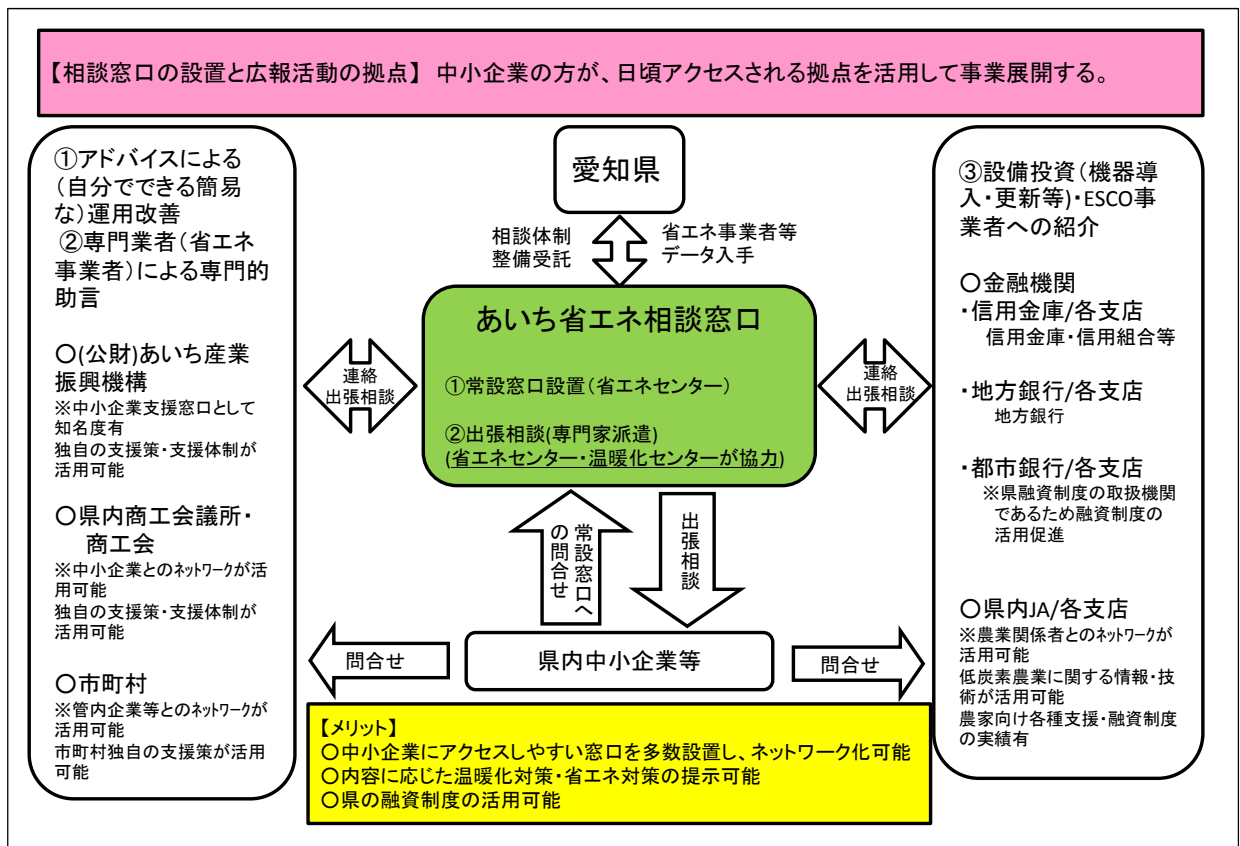 【相談窓口の設置と広報活動の拠点】 中小企業の方が、日頃アクセスされる拠点を活用して事業展開する。
①アドバイスによる
（自分でできる簡易
な）運用改善
②専門業者（省エネ
事業者）による専門的
助言
〇(公財)あいち産業
振興機構
※中小企業支援窓口として
知名度有
独自の支援策・支援体制が
活用可能
〇県内商工会議所・
商工会
※中小企業とのネットワークが活
用可能
独自の支援策・支援体制が
活用可能
〇市町村
※管内企業等とのネットワークが
活用可能
市町村独自の支援策が活用
可能
愛知県
相談体制
整備受託
省エネ事業者等
データ入手
あいち省エネ相談窓口
①常設窓口設置（省エネセンター）
②出張相談(専門家派遣)
(省エネセンター・温暖化センターが協力)
連絡
出張相談
連絡
出張相談
常設窓口へ
の問合せ
出張相談
問合せ
県内中小企業等
問合せ
【メリット】
〇中小企業にアクセスしやすい窓口を多数設置し、ネットワーク化可能
〇内容に応じた温暖化対策・省エネ対策の提示可能
〇県の融資制度の活用可能
③設備投資（機器導
入・更新等）・ESCO事
業者への紹介
〇金融機関
・信用金庫/各支店
信用金庫・信用組合等
・地方銀行/各支店
地方銀行
・都市銀行/各支店
※県融資制度の取扱機関
であるため融資制度の
活用促進
〇県内JA/各支店
※農業関係者とのネットワークが
活用可能
低炭素農業に関する情報・技
術が活用可能
農家向け各種支援・融資制度
の実績有